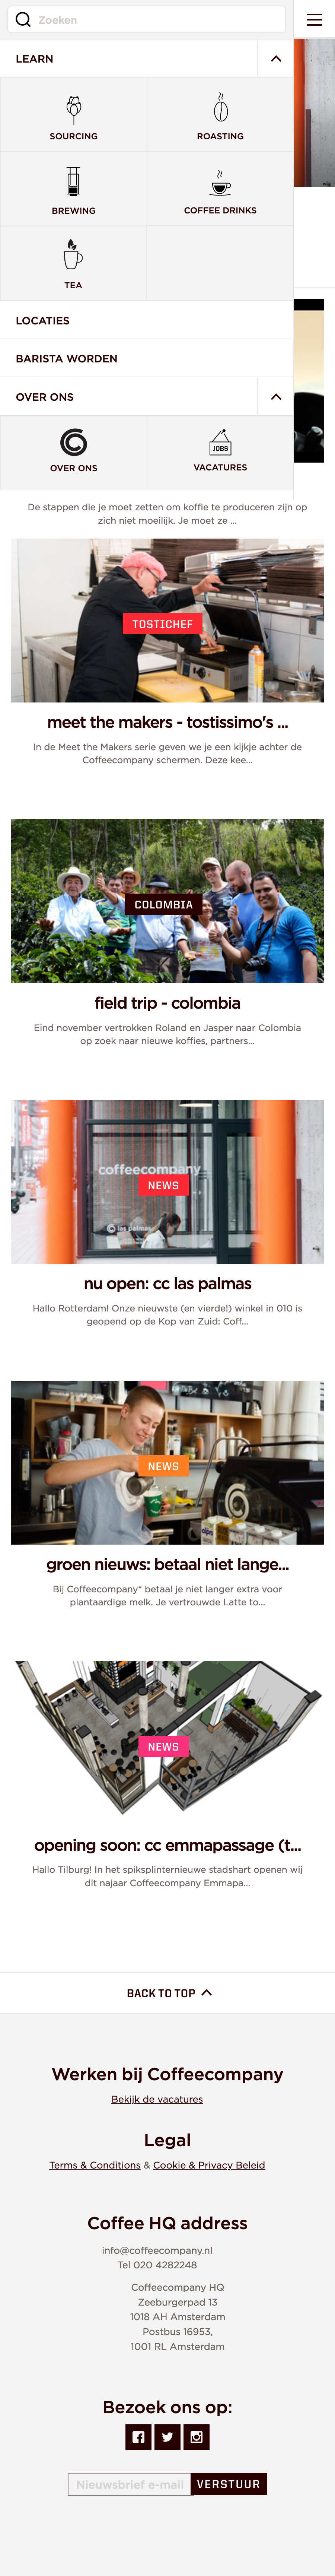 Zoeken
LEARN
SOURCING
ROASTING
BREWING
COFFEE DRINKS
TEA
LOCATIES
BARISTA WORDEN
OVER ONS
OVER ONS
JOBS
VACATURES
De stappen die je moet zetten om koffie te produceren zijn op
zich niet moeilijk. Je moet ze ...
TOSTICHEF
meet the makers - tostissimo's ...
In de Meet the Makers serie geven we je een kijkje achter de
Coffeecompany schermen. Deze kee...
COLOMBIA
field trip - colombia
Eind november vertrokken Roland en Jasper naar Colombia
op zoek naar nieuwe koffies, partners...
coffeecompany
NEWS
las palmas
nu open: cc las palmas
Hallo Rotterdam! Onze nieuwste (en vierde!) winkel in 010 is
geopend op de Kop van Zuid: Coff...
NEWS
groen nieuws: betaal niet lange...
Bij Coffeecompany* betaal je niet langer extra voor
plantaardige melk. Je vertrouwde Latte to...
NEWS
opening soon: cc emmapassage (t...
Hallo Tilburg! In het spiksplinternieuwe stadshart openen wij
dit najaar Coffeecompany Emmapa...
BACK TO TOP
Werken bij Coffeecompany
Bekijk de vacatures
Legal
Terms & Conditions & Cookie & Privacy Beleid
Coffee HQ address
info@coffeecompany.nl
Tel 020 4282248
Coffeecompany HQ
Zeeburgerpad 13
1018 AH Amsterdam
Postbus 16953,
1001 RL Amsterdam
Bezoek ons op:
Nieuwsbrief e-mail
VERSTUUR